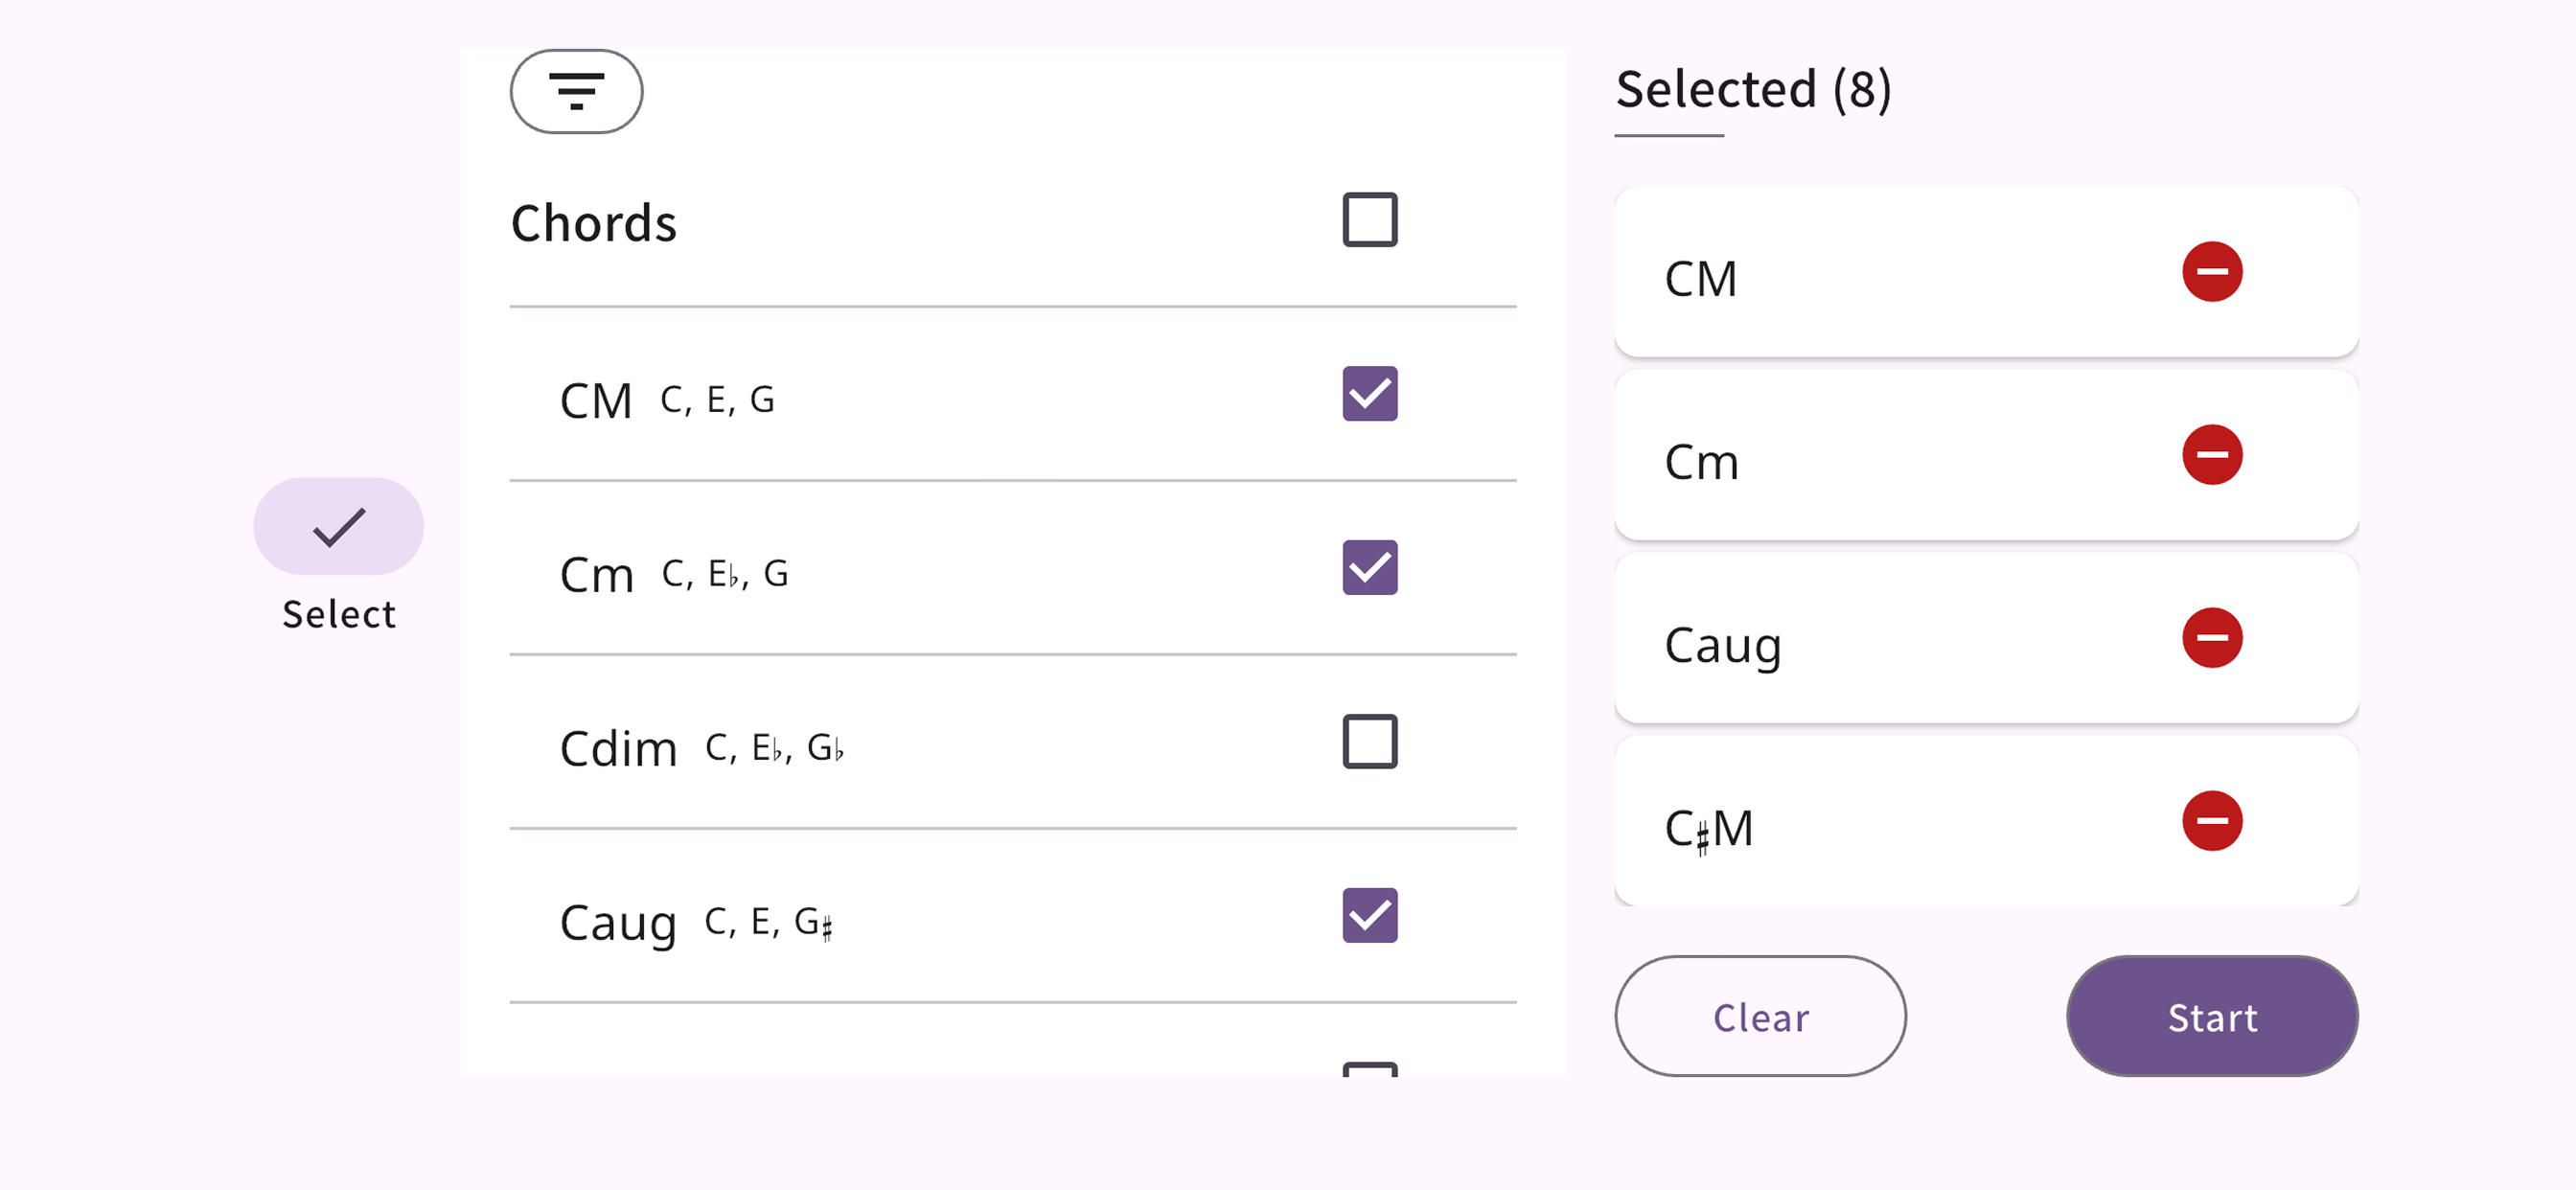 Select
Chords
CM C, E, G
Cm C, E♭, G
Cdim C, E♭, G♭
Caug C, E, G♯
Selected (8)
CM
Cm
Caug
C♯M
Clear
Start